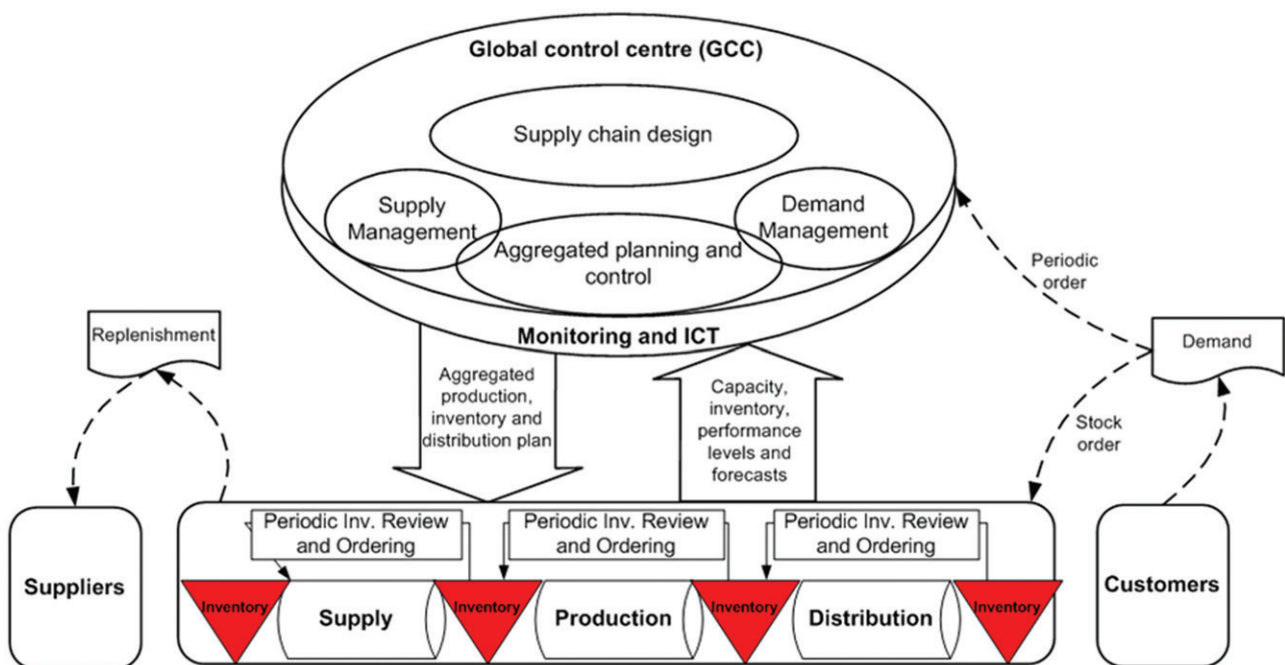 Global control centre (GCC)
Supply chain design
Supply
Management
Demand
Management
Aggregated planning and
control
Monitoring and ICT
Periodic
order
Replenishment
Demand
Aggregated
production,
inventory and
distribution plan
Capacity,
inventory,
performance
levels and
forecasts
Stock
order
Suppliers
Periodic Inv. Review
and Ordering
Periodic Inv. Review
and Ordering
Periodic Inv. Review
and Ordering
Customers
Inventory
Supply
Inventory
Production
Inventory
Distribution
Inventory